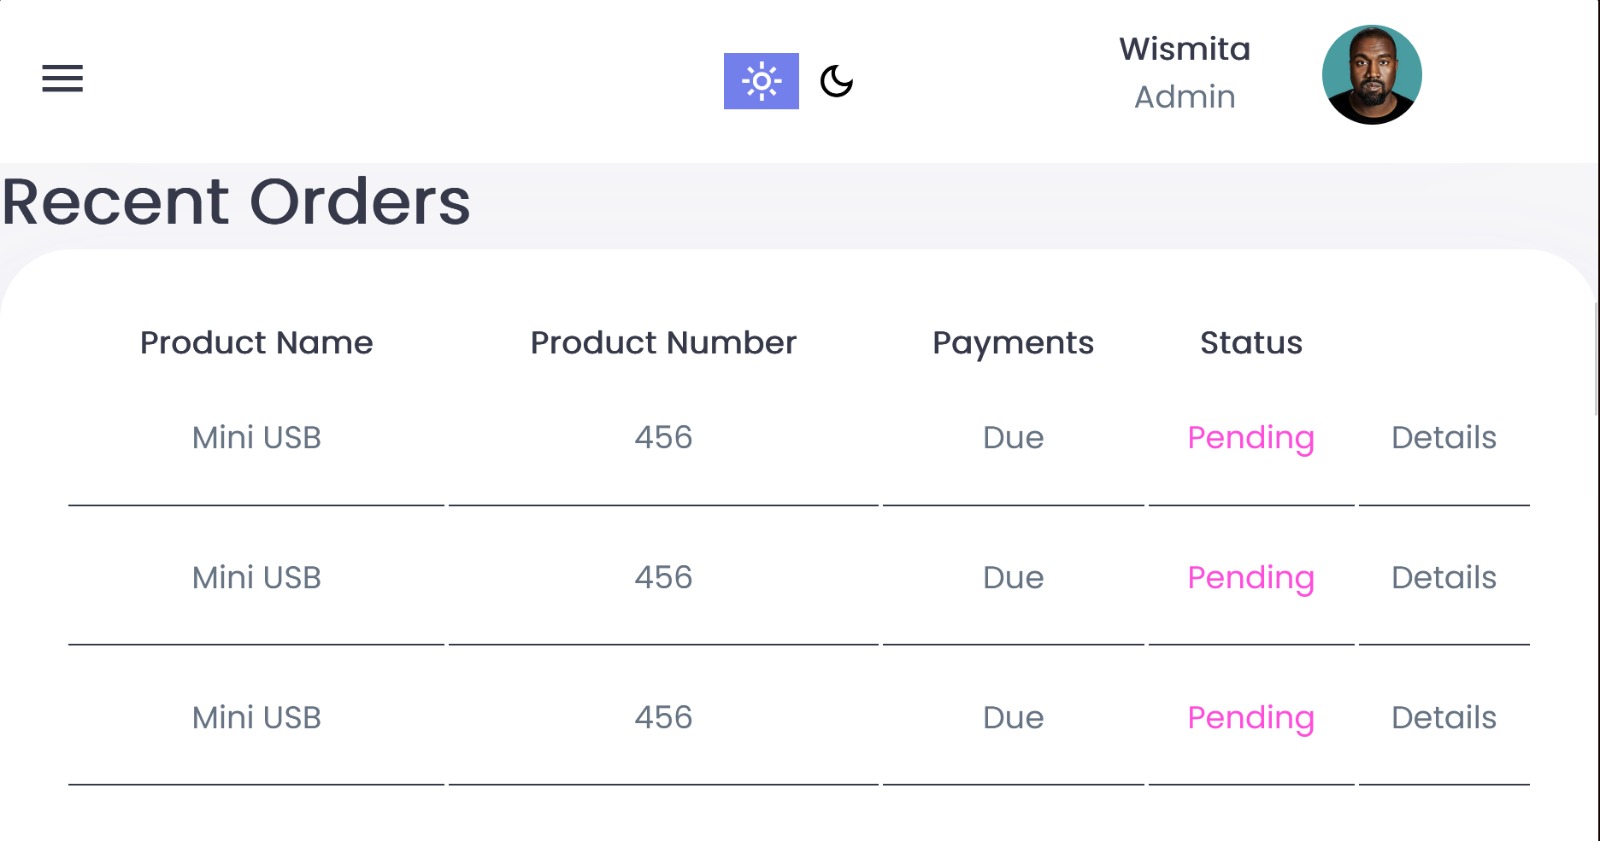 Wismita
Admin
Recent Orders
Product Name Product Number Payments Status
Mini USB 456 Due Pending Details
Mini USB 456 Due Pending Details
Mini USB 456 Due Pending Details